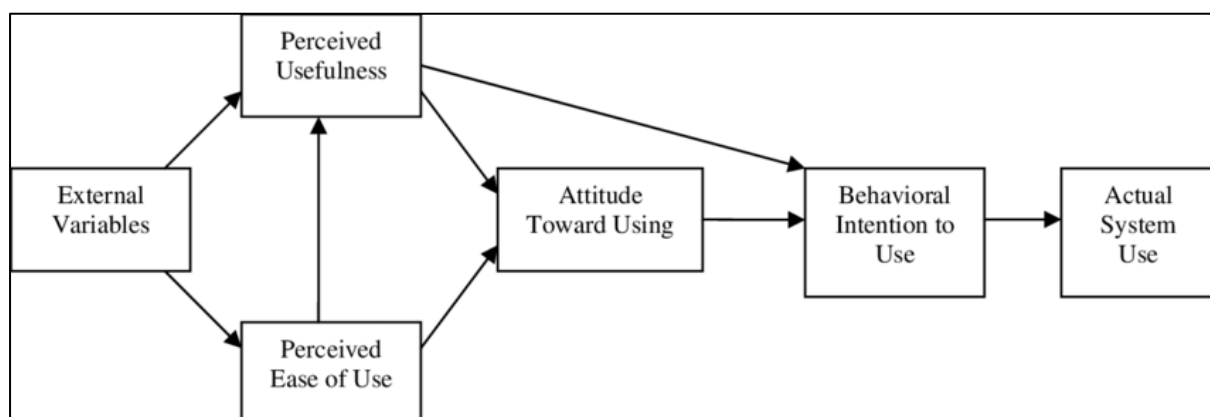 Perceived
Usefulness
External
Variables
Attitude
Toward Using
Behavioral
Intention to
Use
Actual
System
Use
Perceived
Ease of Use